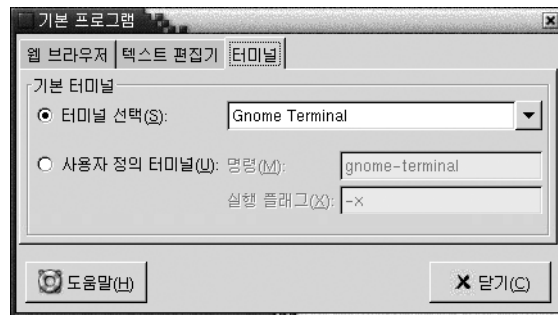 기본 프로그램
웹 브라우저 텍스트 편집기 터미널
기본 터미널
터미널 선택(S): Gnome Terminal
사용자 정의 터미널(U): 명령(M): gnome-terminal
실행 플래그(X): -x
도움말(H) 닫기(C)